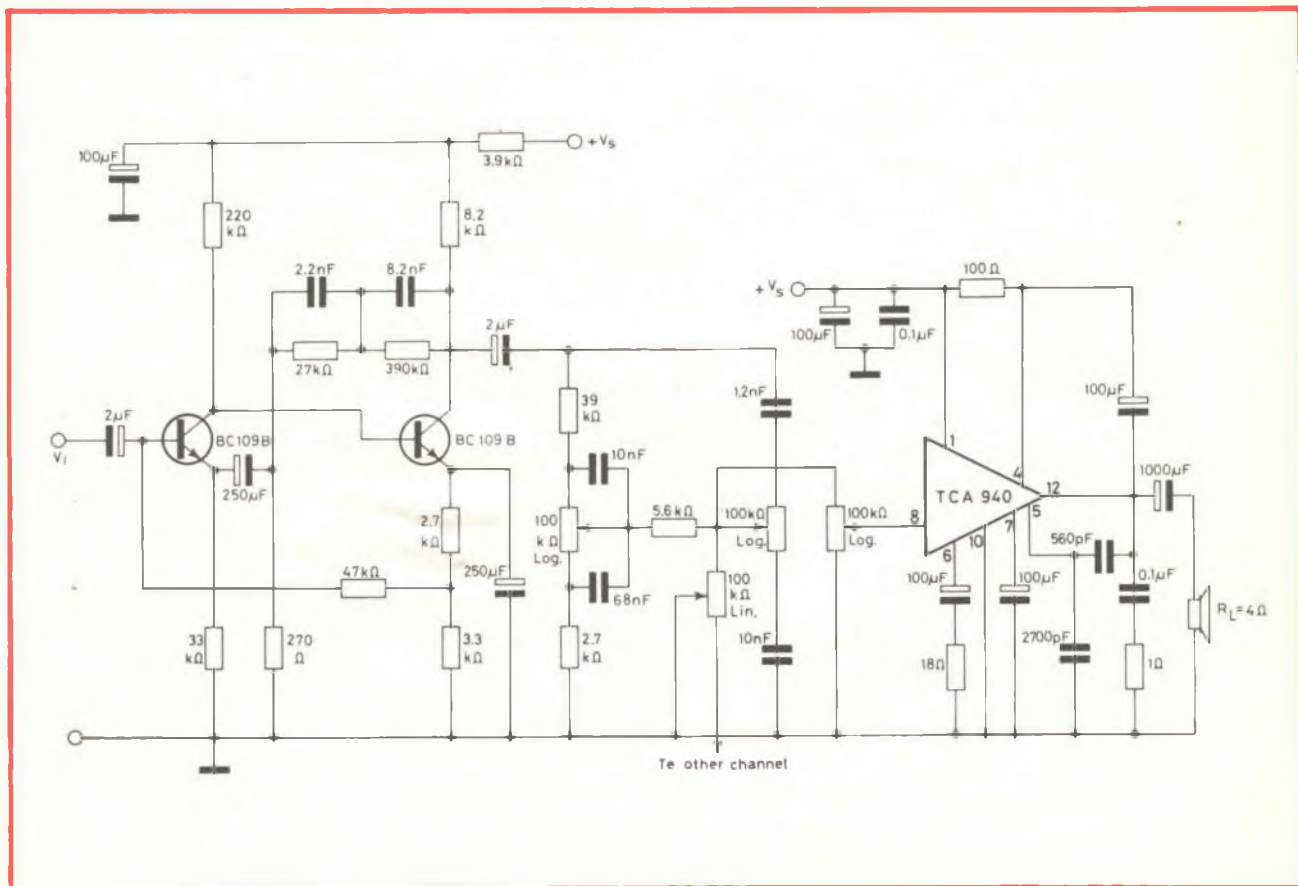 100μF
3.9kΩ
+Vs
220
kΩ
8.2
kΩ
2.2nF
8.2nF
27kΩ
390kΩ
2μF
2μF
Vi
BC109B
250μF
BC109B
39
kΩ
10nF
1.2nF
100
kΩ
Log.
5.6kΩ
100kΩ
Log.
100kΩ
Log.
2.7
kΩ
250μF
47kΩ
68nF
100
kΩ
Lin.
10nF
33
kΩ
270
Ω
3.3
kΩ
2.7
kΩ
Te other channel
+Vs
100μF
0.1μF
100Ω
100μF
1
4
TCA 940
12
8
6
10
7
5
1000μF
560pF
100μF
100μF
0.1μF
18Ω
2700pF
1Ω
RL=4Ω